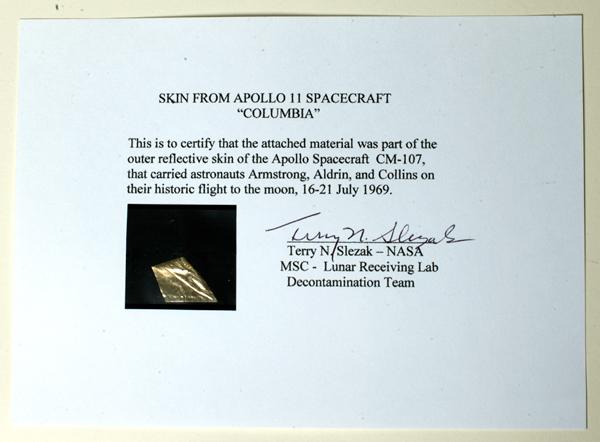 SKIN FROM APOLLO 11 SPACECRAFT
“COLUMBIA”
This is to certify that the attached material was part of the
outer reflective skin of the Apollo Spacecraft CM-107,
that carried astronauts Armstrong, Aldrin, and Collins on
their historic flight to the moon, 16-21 July 1969.
Terry N. Slezak
Terry N. Slezak – NASA
MSC - Lunar Receiving Lab
Decontamination Team